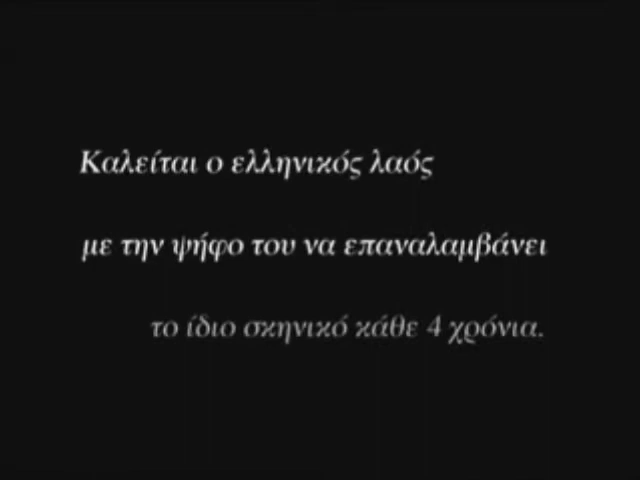 Καλείται ο ελληνικός λαός
με την ψήφο του να επαναλαμβάνει
το ίδιο σκηνικό κάθε 4 χρόνια.